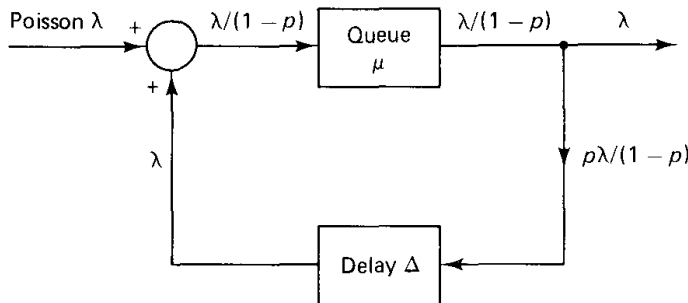 Poisson λ
+
λ/(1 − p)
Queue
μ
λ/(1 − p)
λ
+
λ
pλ/(1 − p)
Delay Δ